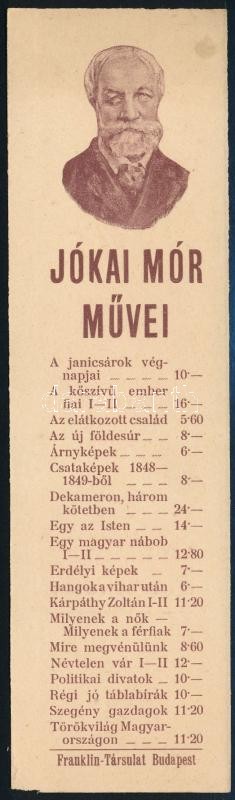 JÓKAI MÓR
MŰVEI
A janicsárok vég-
napjai — — — 10·—
A kőszívű ember
fiai I—II — — 16·—
Az elátkozott család 5·60
Az új földesúr — — 8·—
Árnyképek — — — 6·—
Csataképek 1848—
1849-ből — — — 8·—
Dekameron, három
kötetben — — — 24·—
Egy az Isten — — 14·—
Egy magyar nábob
I—II — — — — 12·80
Erdélyi képek — — 7·—
Hangok a vihar után 6·—
Kárpáthy Zoltán I-II 11·20
Milyenek a nők —
Milyenek a férfiak 7·—
Mire megvénülünk 8·60
Névtelen vár I—II 12·—
Politikai divatok — 10·—
Régi jó táblabírák 10·—
Szegény gazdagok 11·20
Törökvilág Magyar-
országon — — — 11·20
Franklin-Társulat Budapest